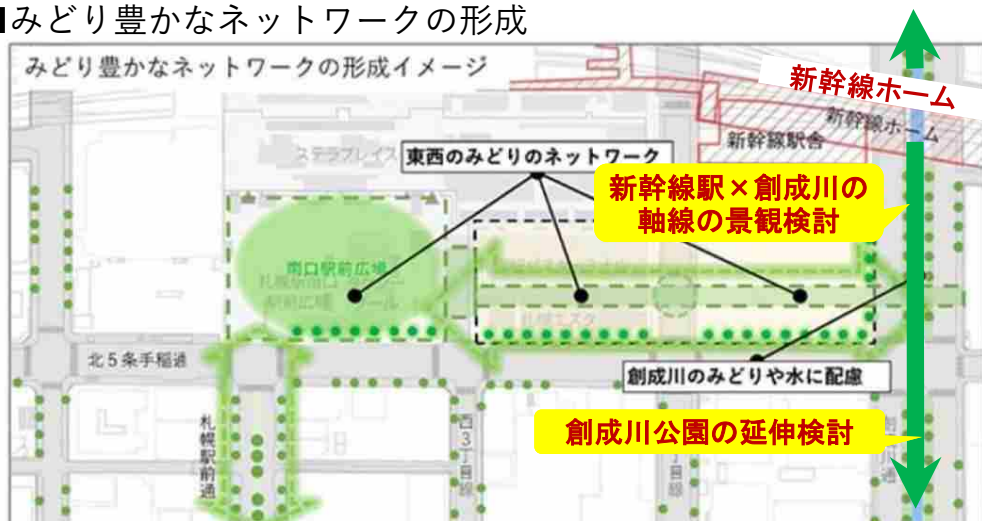 ■みどり豊かなネットワークの形成
みどり豊かなネットワークの形成イメージ
新幹線ホーム
新幹線ホーム
新幹線駅舎
ステラプレイス
東西のみどりのネットワーク
新幹線駅×創成川の
軸線の景観検討
南口駅前広場
札幌エスタ
北5条手稲通
創成川のみどりや水に配慮
創成川公園の延伸検討
札幌駅前通
西3丁目線
丁目線